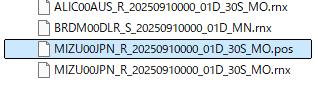 ALIC00AUS_R_20250910000_01D_30S_MO.rnx
BRDM00DLR_S_20250910000_01D_MN.rnx
MIZU00JPN_R_20250910000_01D_30S_MO.pos
MIZU00JPN_R_20250910000_01D_30S_MO.rnx